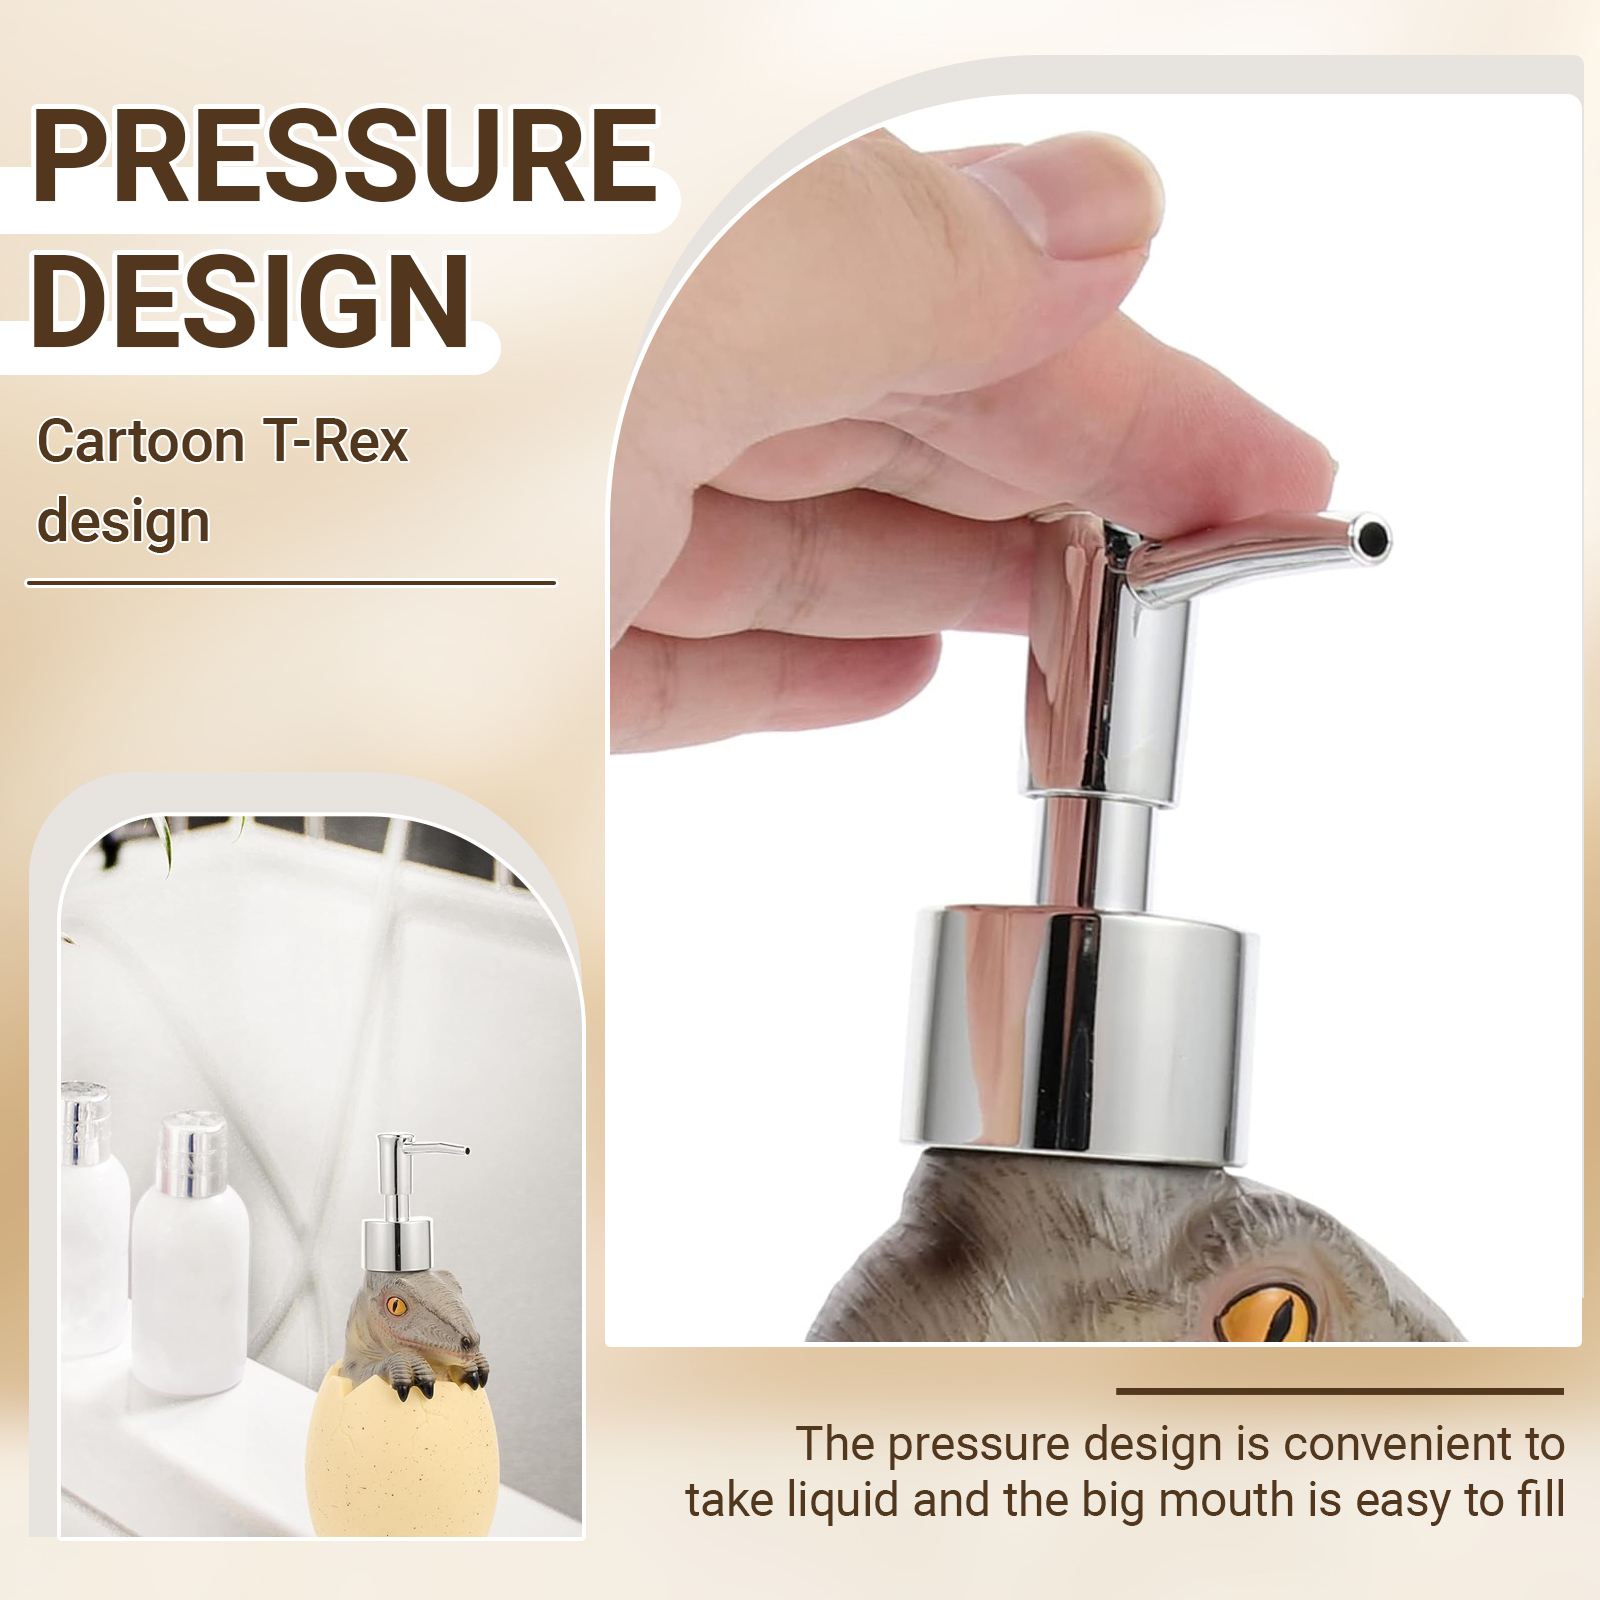 PRESSURE
DESIGN
Cartoon T-Rex
design
The pressure design is convenient to
take liquid and the big mouth is easy to fill